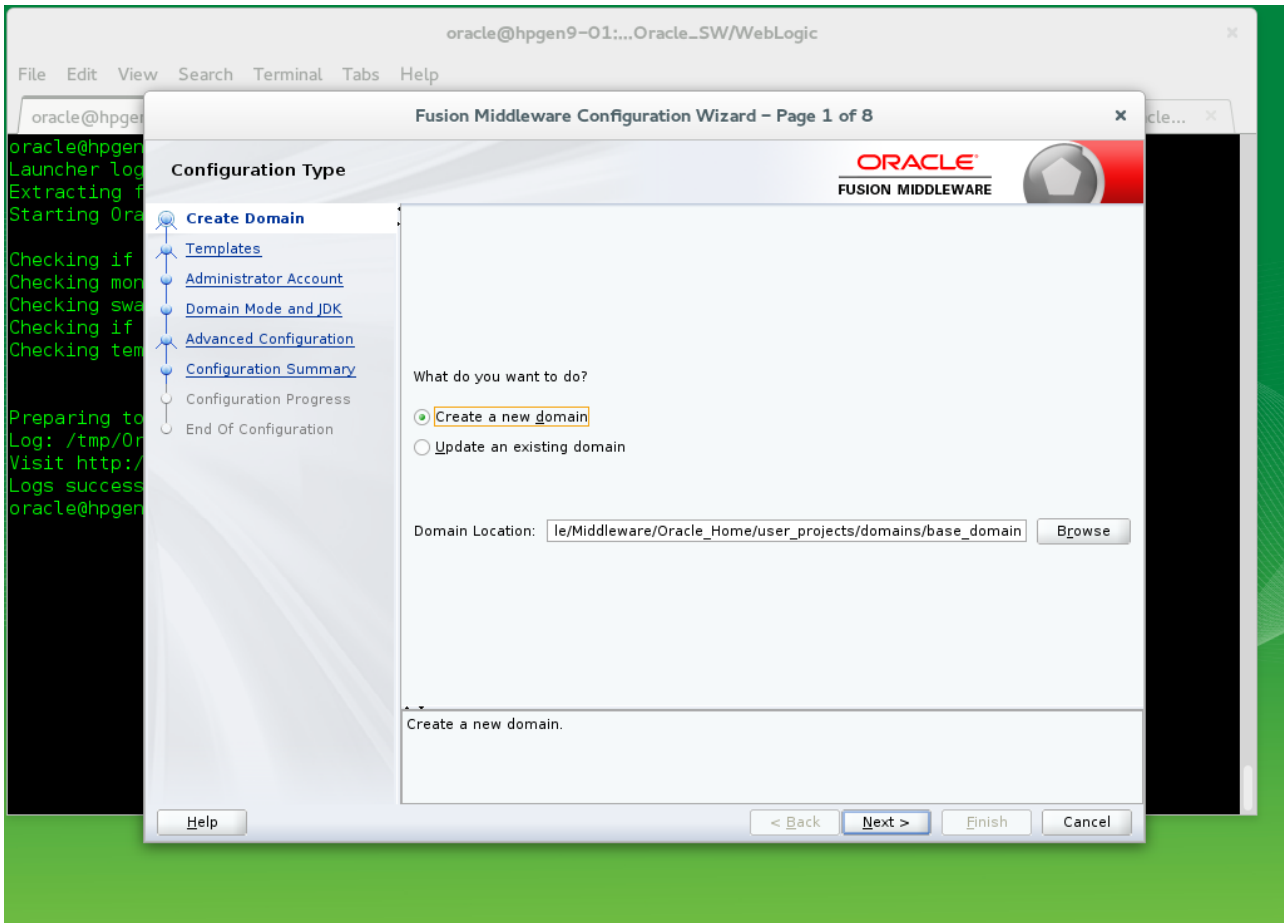 oracle@hpgen9-01:...Oracle_SW/WebLogic
File Edit View Search Terminal Tabs Help
oracle@hpgen
cle...
oracle@hpgen
Launcher log
Extracting f
Starting Ora
Checking if
Checking mon
Checking swa
Checking if
Checking tem
Preparing to
Log: /tmp/Or
Visit http:/
Logs success
oracle@hpgen
Fusion Middleware Configuration Wizard – Page 1 of 8
Configuration Type
ORACLE
FUSION MIDDLEWARE
Create Domain
Templates
Administrator Account
Domain Mode and JDK
Advanced Configuration
Configuration Summary
Configuration Progress
End Of Configuration
What do you want to do?
Create a new domain
Update an existing domain
Domain Location: le/Middleware/Oracle_Home/user_projects/domains/base_domain Browse
Create a new domain.
Help < Back Next > Finish Cancel